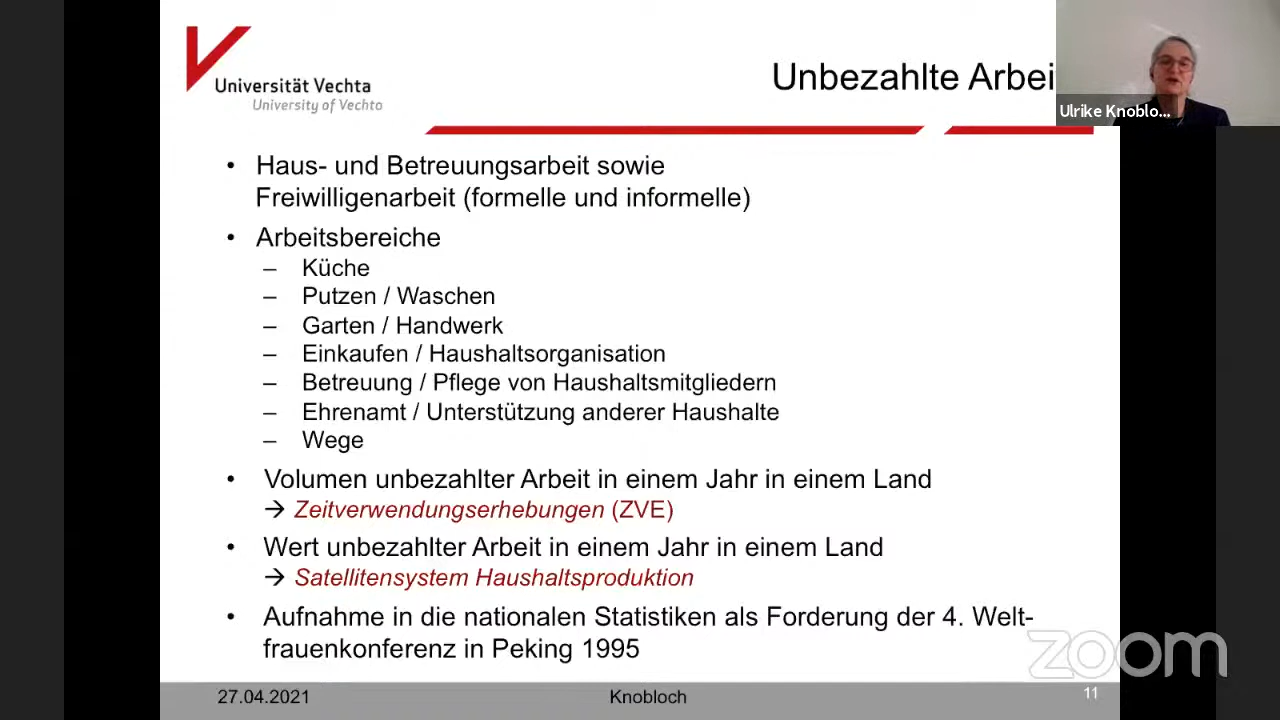 Universität Vechta
University of Vechta
Unbezahlte Arbei
Ulrike Knoblo...
• Haus- und Betreuungsarbeit sowie
Freiwilligenarbeit (formelle und informelle)
• Arbeitsbereiche
– Küche
– Putzen / Waschen
– Garten / Handwerk
– Einkaufen / Haushaltsorganisation
– Betreuung / Pflege von Haushaltsmitgliedern
– Ehrenamt / Unterstützung anderer Haushalte
– Wege
• Volumen unbezahlter Arbeit in einem Jahr in einem Land
→ Zeitverwendungserhebungen (ZVE)
• Wert unbezahlter Arbeit in einem Jahr in einem Land
→ Satellitensystem Haushaltsproduktion
• Aufnahme in die nationalen Statistiken als Forderung der 4. Welt-
frauenkonferenz in Peking 1995
zoom
27.04.2021 Knobloch 11